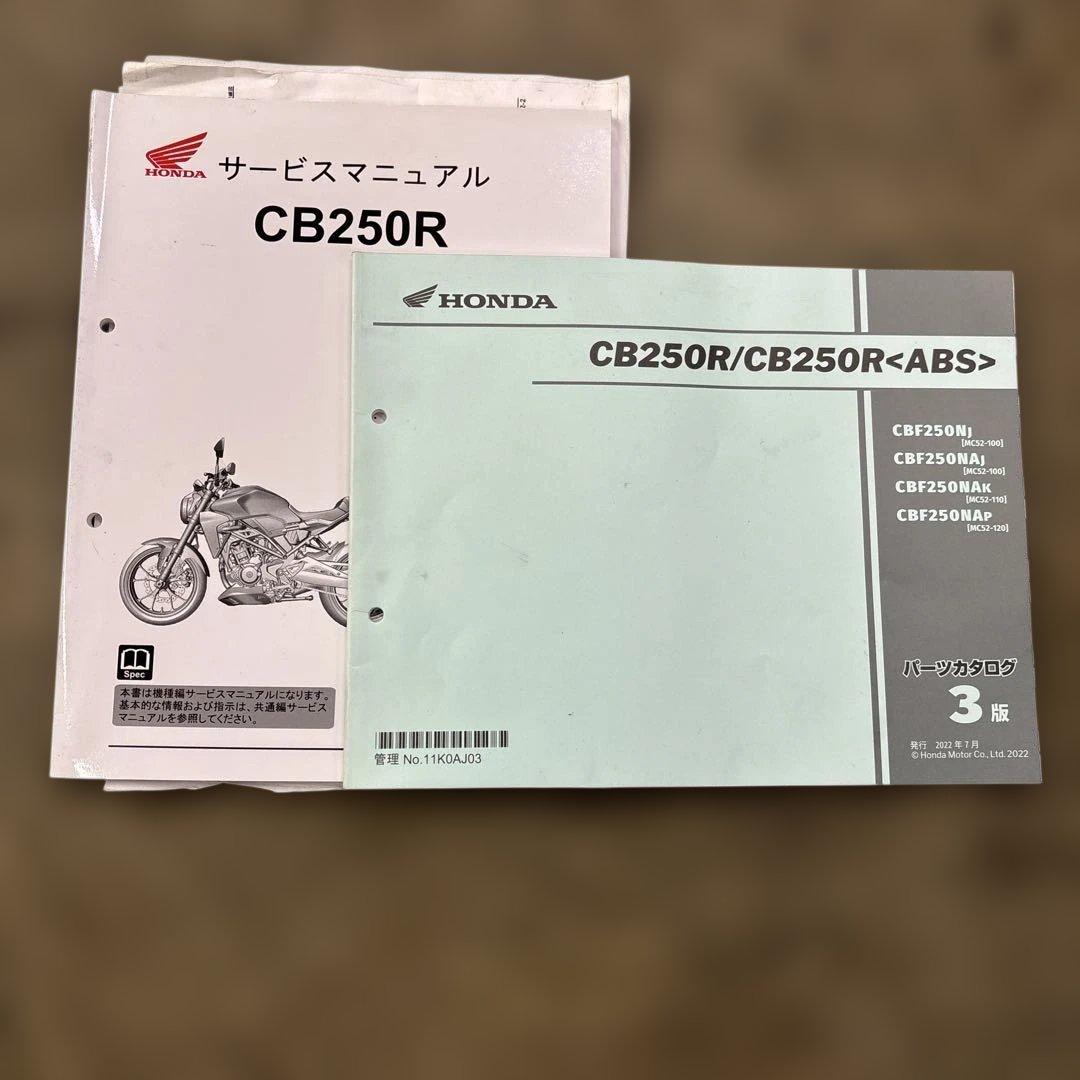 HONDA
サービスマニュアル
CB250R
Spec
本書は機種編サービスマニュアルになります。
基本的な情報および指示は、共通編サービス
マニュアルを参照してください。
HONDA
CB250R/CB250R<ABS>
CBF250NJ
[MC52-100]
CBF250NAJ
[MC52-100]
CBF250NAK
[MC52-110]
CBF250NAP
[MC52-120]
パーツカタログ
3版
発行 2022年7月
© Honda Motor Co., Ltd. 2022
管理 No.11K0AJ03